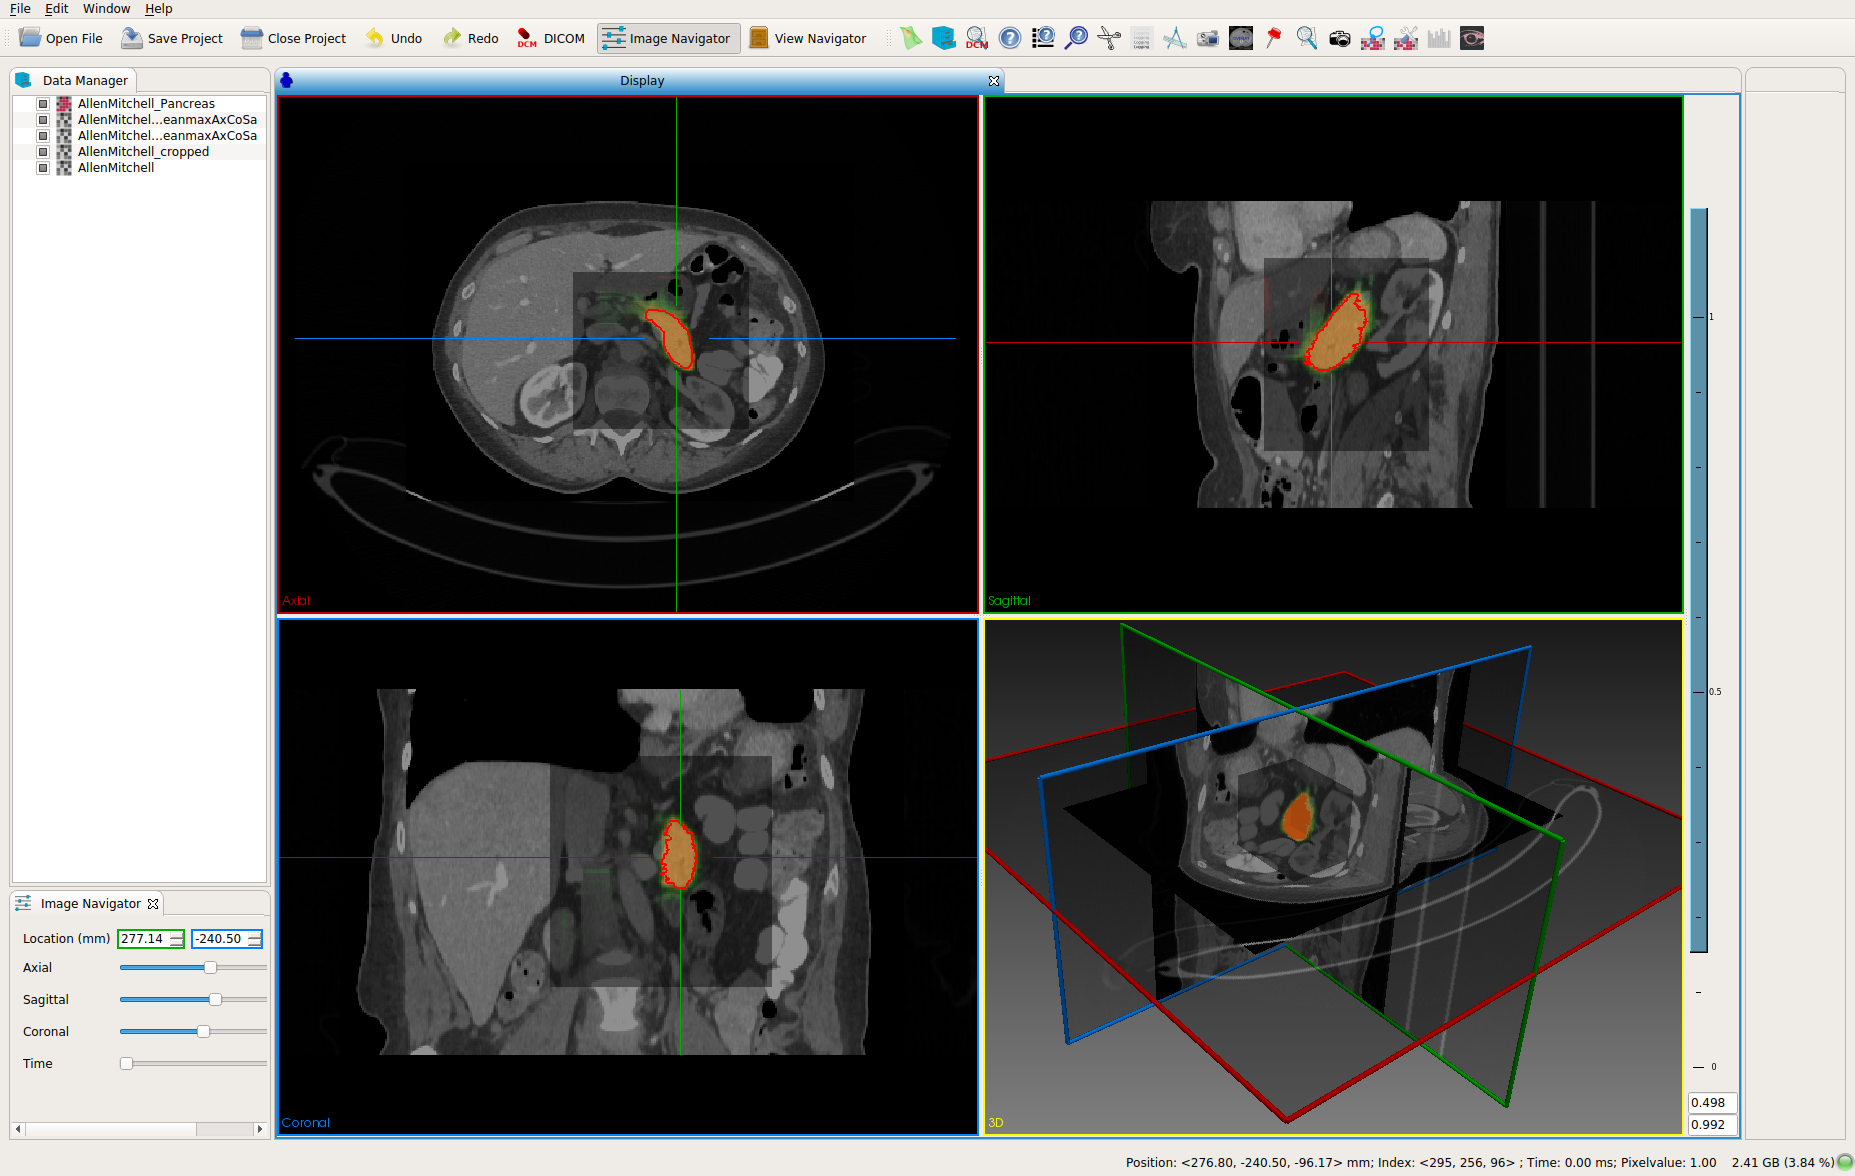 File Edit Window Help
Open File Save Project Close Project Undo Redo DCM DICOM Image Navigator View Navigator DCM
Data Manager
Display
AllenMitchell_Pancreas
AllenMitchel...eanmaxAxCoSa
AllenMitchel...eanmaxAxCoSa
AllenMitchell_cropped
AllenMitchell
Axial
Sagittal
1
0.5
0
0.498
0.992
Coronal
3D
Image Navigator
Location (mm) 277.14 -240.50
Axial
Sagittal
Coronal
Time
Position: <276.80, -240.50, -96.17> mm; Index: <295, 256, 96> ; Time: 0.00 ms; Pixelvalue: 1.00 2.41 GB (3.84 %)